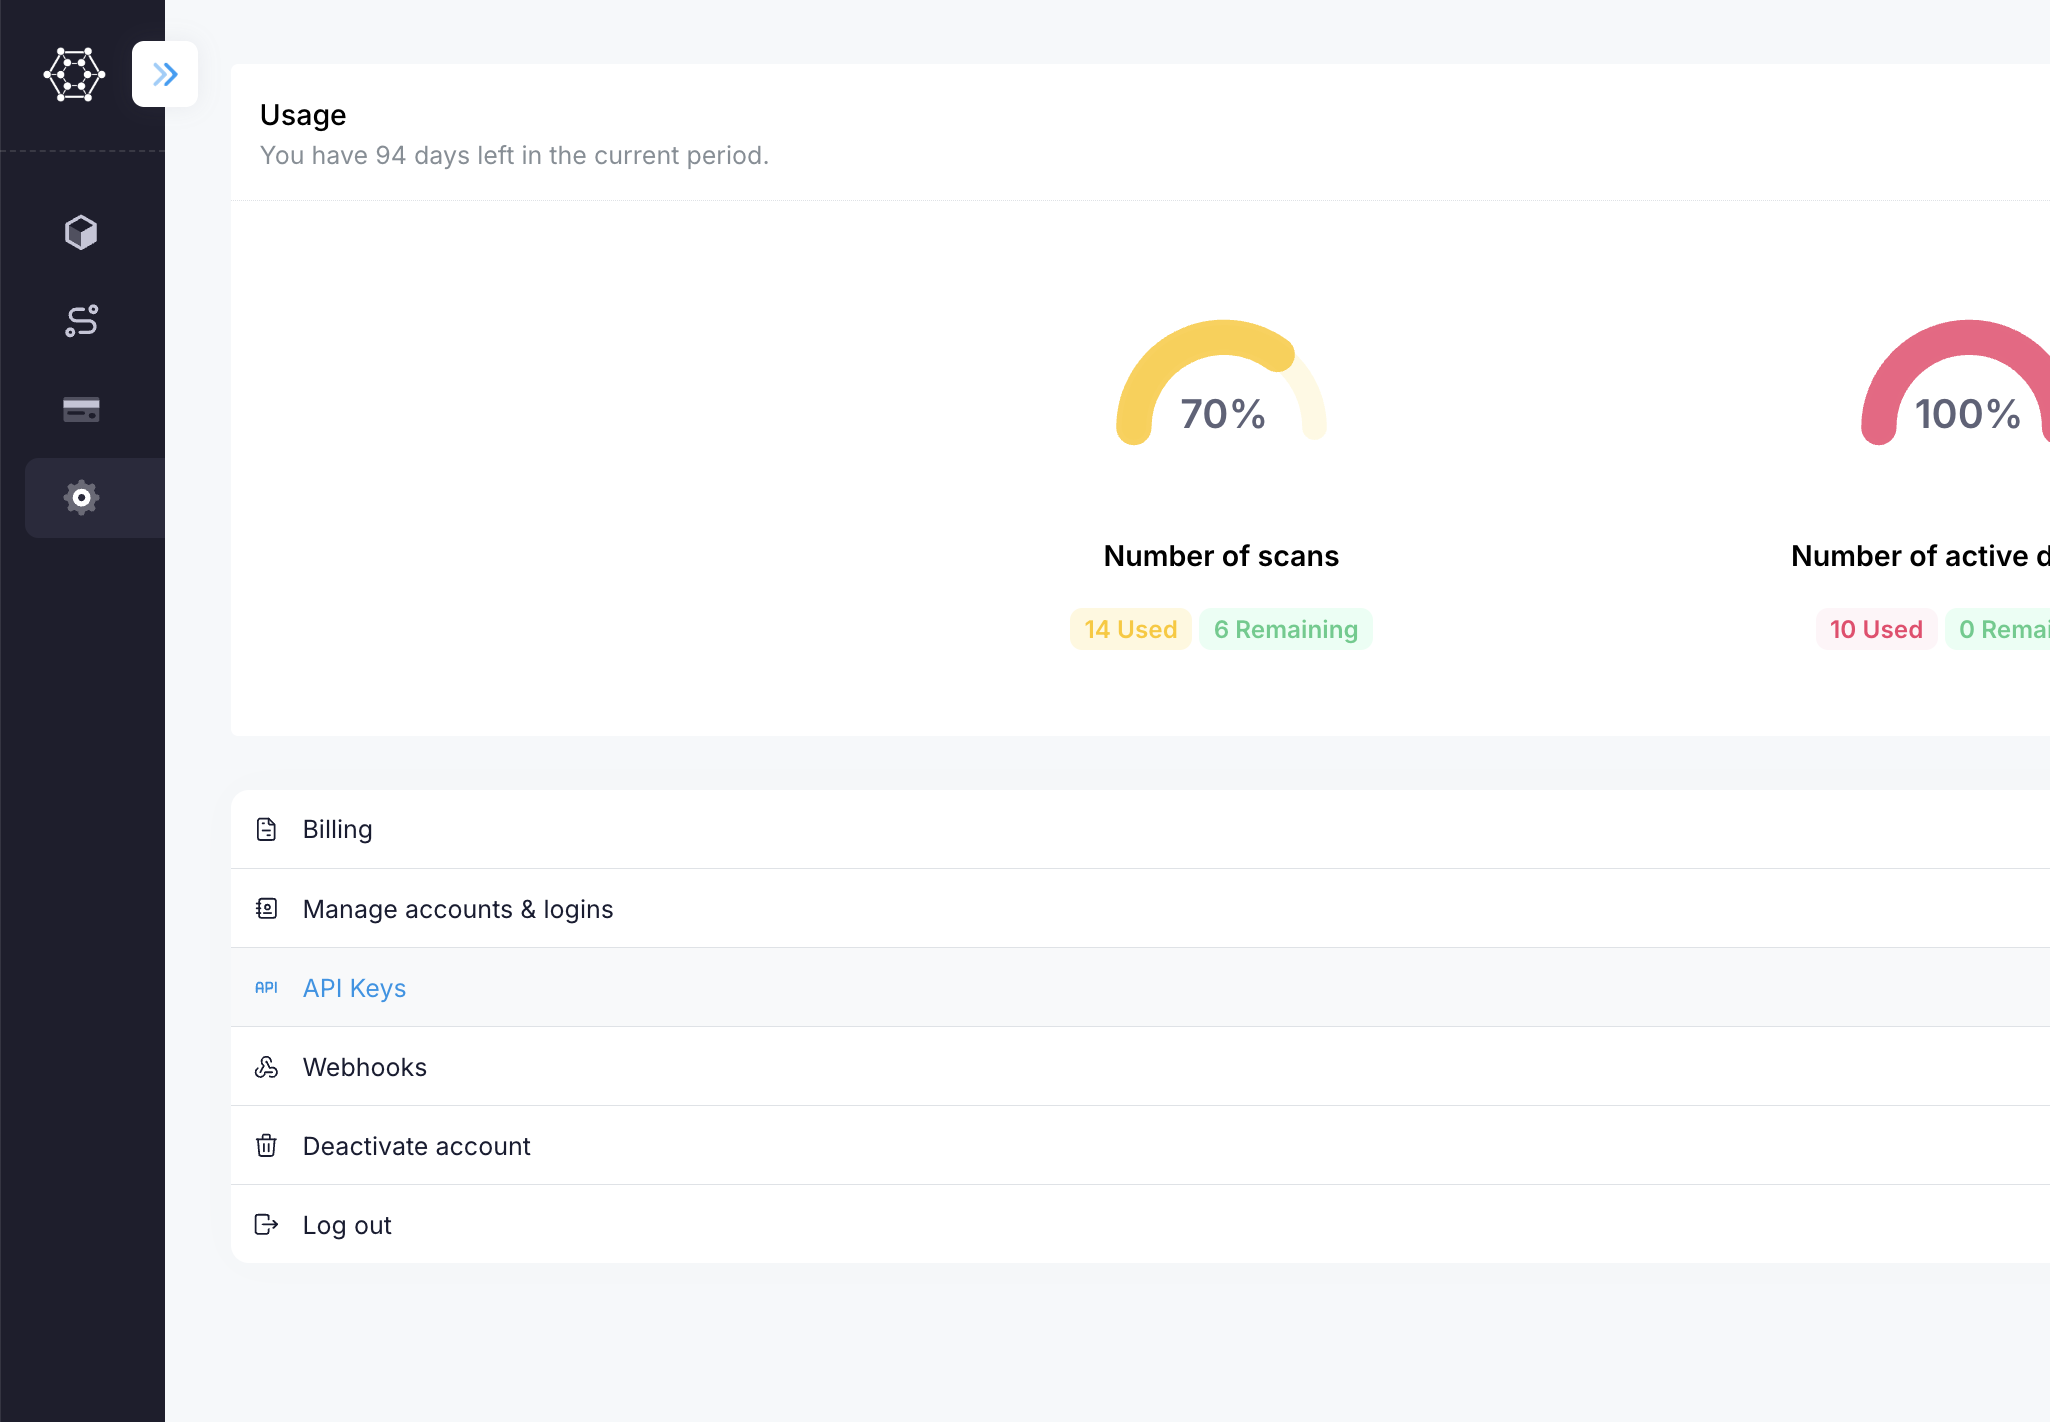 Usage
You have 94 days left in the current period.
70%
100%
Number of scans
Number of active d
14 Used
6 Remaining
10 Used
0 Remai
Billing
Manage accounts & logins
API
API Keys
Webhooks
Deactivate account
Log out